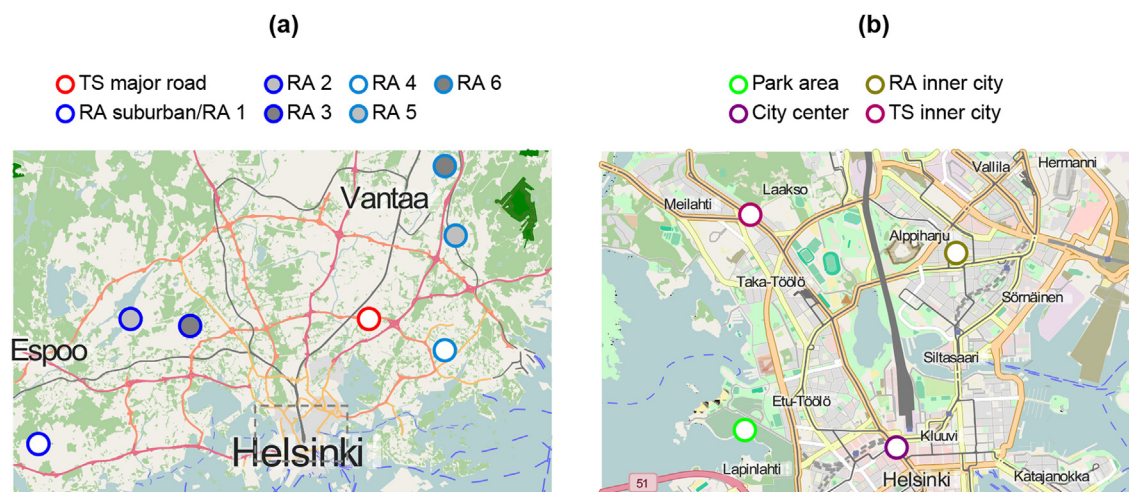 (a)
TS major road
RA 2
RA 4
RA 6
RA suburban/RA 1
RA 3
RA 5
Vantaa
Espoo
Helsinki
(b)
Park area
RA inner city
City center
TS inner city
Vallila
Hermanni
Laakso
Meilahti
Alppiharju
Taka-Töölö
Sörnäinen
Siltasaari
Etu-Töölö
Kluuvi
Lapinlahti
Katajanokka
Helsinki
51